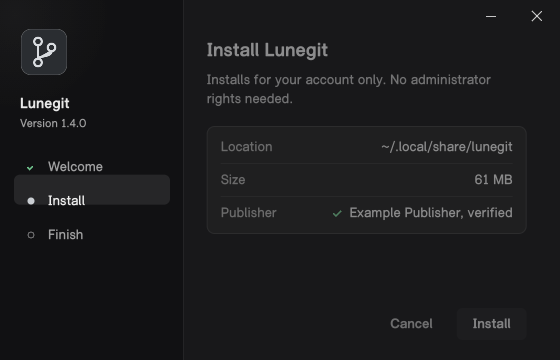 Lunegit
Version 1.4.0
Welcome
Install
Finish
Install Lunegit
Installs for your account only. No administrator
rights needed.
Location ~/.local/share/lunegit
Size 61 MB
Publisher Example Publisher, verified
Cancel Install